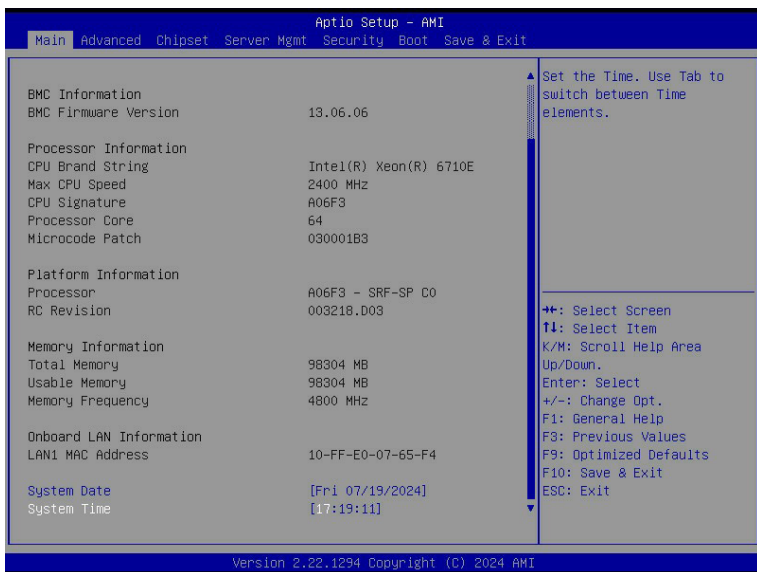 Aptio Setup - AMI
Main Advanced Chipset Server Mgmt Security Boot Save & Exit
BMC Information
BMC Firmware Version 13.06.06
Processor Information
CPU Brand String Intel(R) Xeon(R) 6710E
Max CPU Speed 2400 MHz
CPU Signature A06F3
Processor Core 64
Microcode Patch 030001B3
Platform Information
Processor A06F3 - SRF-SP C0
RC Revision 003218.D03
Memory Information
Total Memory 98304 MB
Usable Memory 98304 MB
Memory Frequency 4800 MHz
Onboard LAN Information
LAN1 MAC Address 10-FF-E0-07-65-F4
System Date [Fri 07/19/2024]
System Time [17:19:11]
Set the Time. Use Tab to
switch between Time
elements.
→←: Select Screen
↑↓: Select Item
K/M: Scroll Help Area
Up/Down.
Enter: Select
+/-: Change Opt.
F1: General Help
F3: Previous Values
F9: Optimized Defaults
F10: Save & Exit
ESC: Exit
Version 2.22.1294 Copyright (C) 2024 AMI